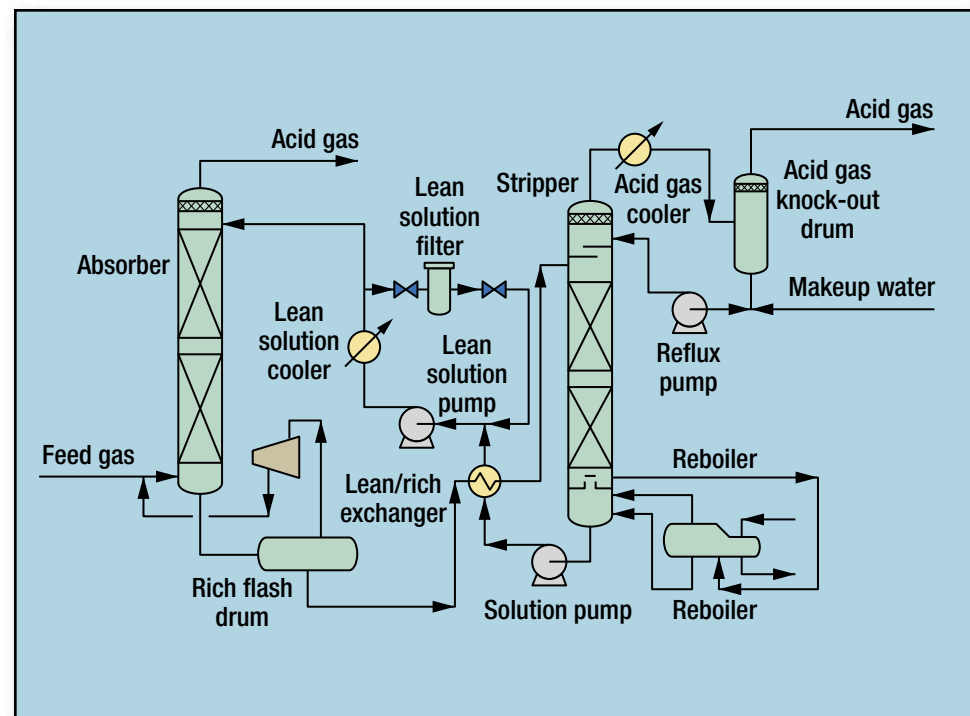 Acid gas
Acid gas
Stripper
Acid gas
cooler
Acid gas
knock-out
drum
Lean
solution
filter
Absorber
Makeup water
Lean
solution
cooler
Lean
solution
pump
Reflux
pump
Feed gas
Lean/rich
exchanger
Reboiler
Rich flash
drum
Solution pump
Reboiler